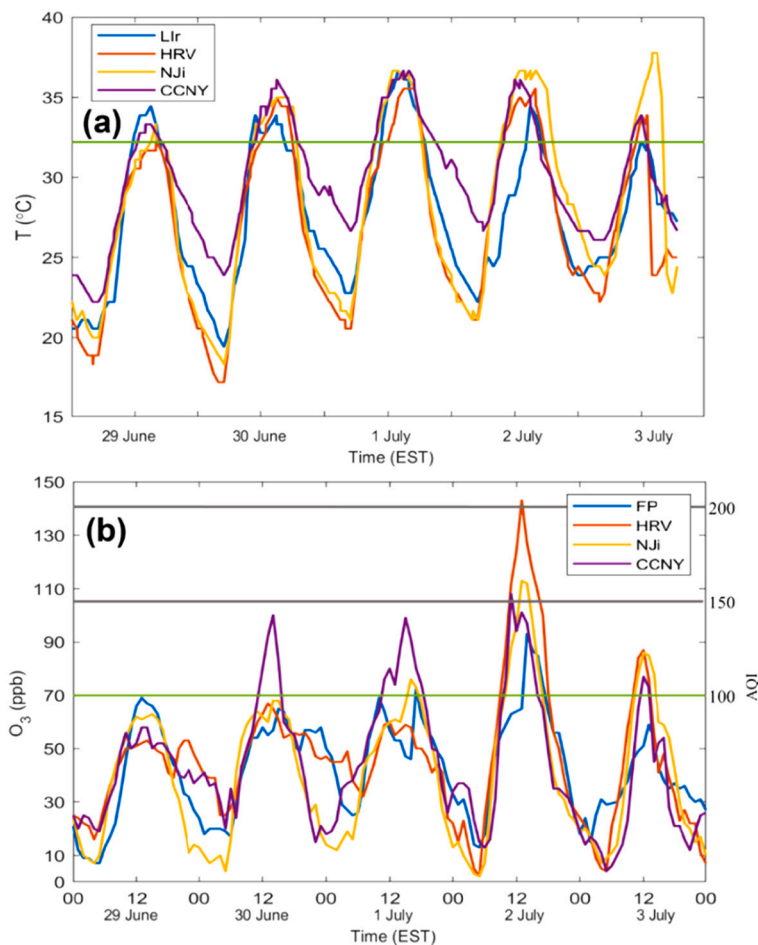 40
LIr
HRV
NJi
CCNY
35
(a)
30
T (°C)
25
20
15
29 June 30 June 1 July 2 July 3 July
Time (EST)
150
FP
HRV
NJi
CCNY
200
(b)
130
110
150
90
O3 (ppb)
70
100
AQI
50
30
10
0
00 12 00 12 00 12 00 12 00 12 00
29 June 30 June 1 July 2 July 3 July
Time (EST)